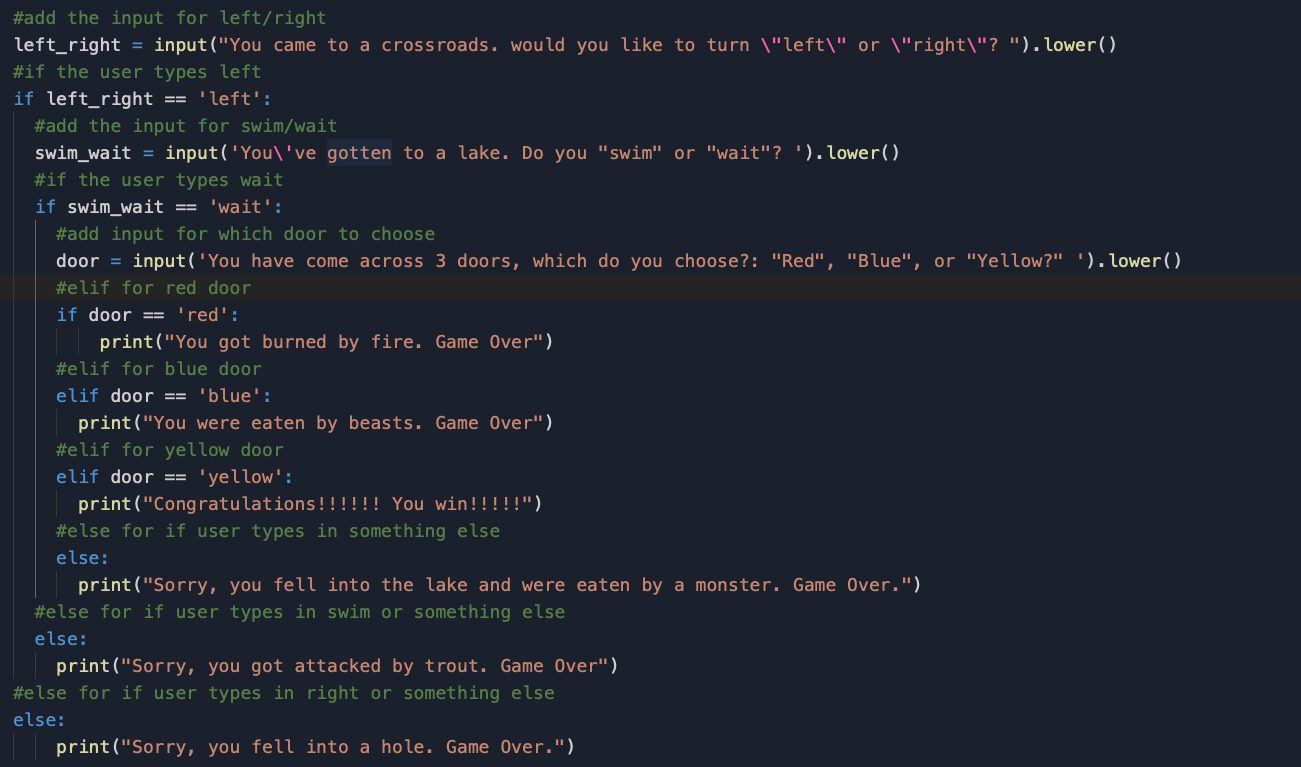 #add the input for left/right
left_right = input("You came to a crossroads. would you like to turn \"left\" or \"right\"? ").lower()
#if the user types left
if left_right == 'left':
  #add the input for swim/wait
  swim_wait = input('You\'ve gotten to a lake. Do you "swim" or "wait"? ').lower()
  #if the user types wait
  if swim_wait == 'wait':
    #add input for which door to choose
    door = input('You have come across 3 doors, which do you choose?: "Red", "Blue", or "Yellow?" ').lower()
    #elif for red door
    if door == 'red':
        print("You got burned by fire. Game Over")
    #elif for blue door
    elif door == 'blue':
      print("You were eaten by beasts. Game Over")
    #elif for yellow door
    elif door == 'yellow':
      print("Congratulations!!!!!! You win!!!!!")
    #else for if user types in something else
    else:
      print("Sorry, you fell into the lake and were eaten by a monster. Game Over.")
  #else for if user types in swim or something else
  else:
    print("Sorry, you got attacked by trout. Game Over")
#else for if user types in right or something else
else:
    print("Sorry, you fell into a hole. Game Over.")